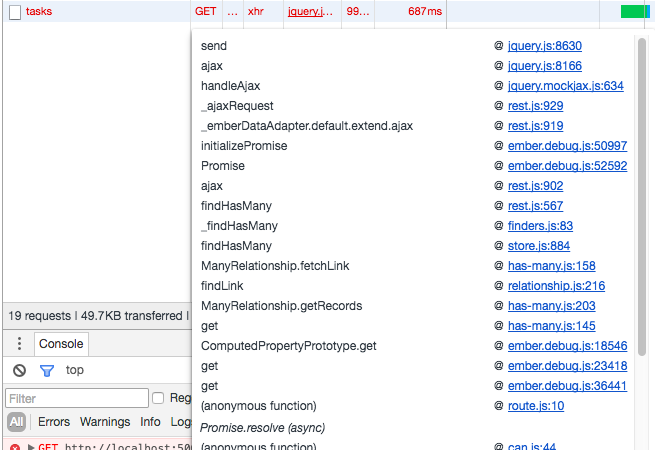 tasks GET ... xhr jquery.j... 99... 687ms
send @ jquery.js:8630
ajax @ jquery.js:8166
handleAjax @ jquery.mockjax.js:634
_ajaxRequest @ rest.js:929
_emberDataAdapter.default.extend.ajax @ rest.js:919
initializePromise @ ember.debug.js:50997
Promise @ ember.debug.js:52592
ajax @ rest.js:902
findHasMany @ rest.js:567
_findHasMany @ finders.js:83
findHasMany @ store.js:884
ManyRelationship.fetchLink @ has-many.js:158
findLink @ relationship.js:216
ManyRelationship.getRecords @ has-many.js:203
get @ has-many.js:145
ComputedPropertyPrototype.get @ ember.debug.js:18546
get @ ember.debug.js:23418
get @ ember.debug.js:36441
(anonymous function) @ route.js:10
Promise.resolve (async)
(anonymous function) @ can.js:44
19 requests | 49.7KB transferred |
Console
top
Filter Reg
All Errors Warnings Info Logs
GET http://localhost:50